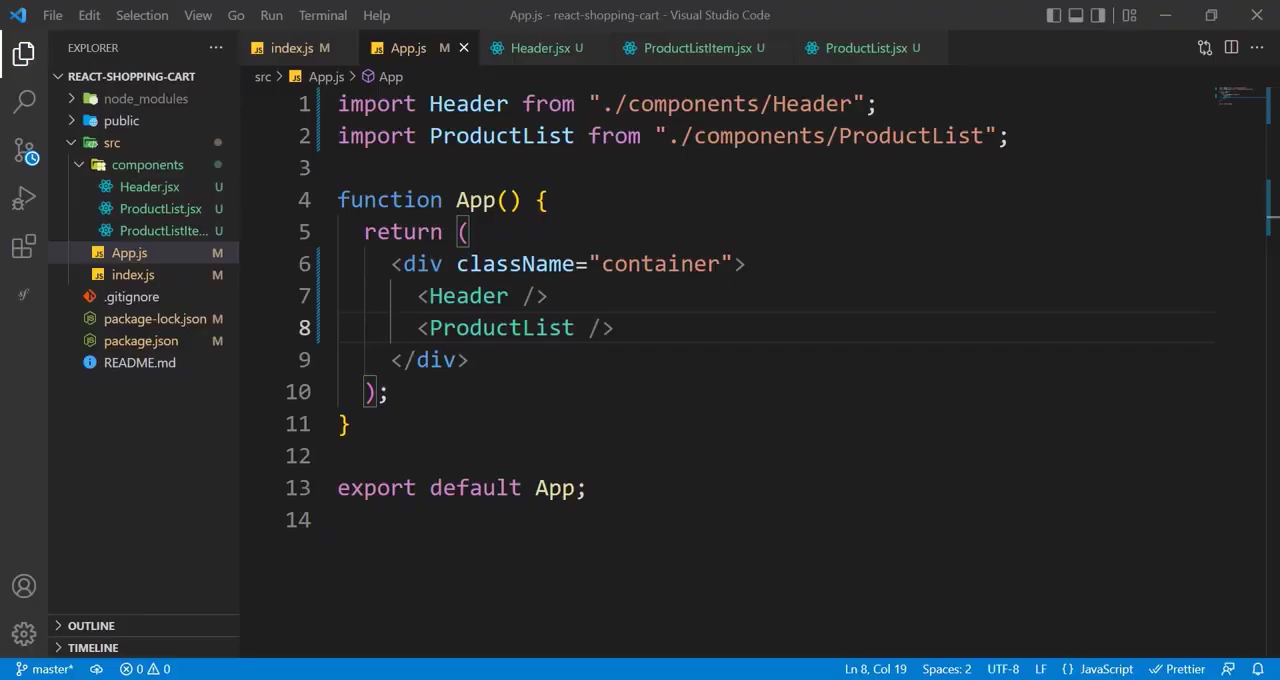 File Edit Selection View Go Run Terminal Help App.js - react-shopping-cart - Visual Studio Code
EXPLORER
index.js M App.js M Header.jsx U ProductListItem.jsx U ProductList.jsx U
REACT-SHOPPING-CART
src > App.js > App
node_modules
public
src
components
Header.jsx U
ProductList.jsx U
ProductListIte... U
App.js M
index.js M
.gitignore
package-lock.json M
package.json M
README.md
OUTLINE
TIMELINE
1 import Header from "./components/Header";
2 import ProductList from "./components/ProductList";
3
4 function App() {
5 return (
6 <div className="container">
7 <Header />
8 <ProductList />
9 </div>
10 );
11 }
12
13 export default App;
14
master* 0 0 Ln 8, Col 19 Spaces: 2 UTF-8 LF {} JavaScript Prettier